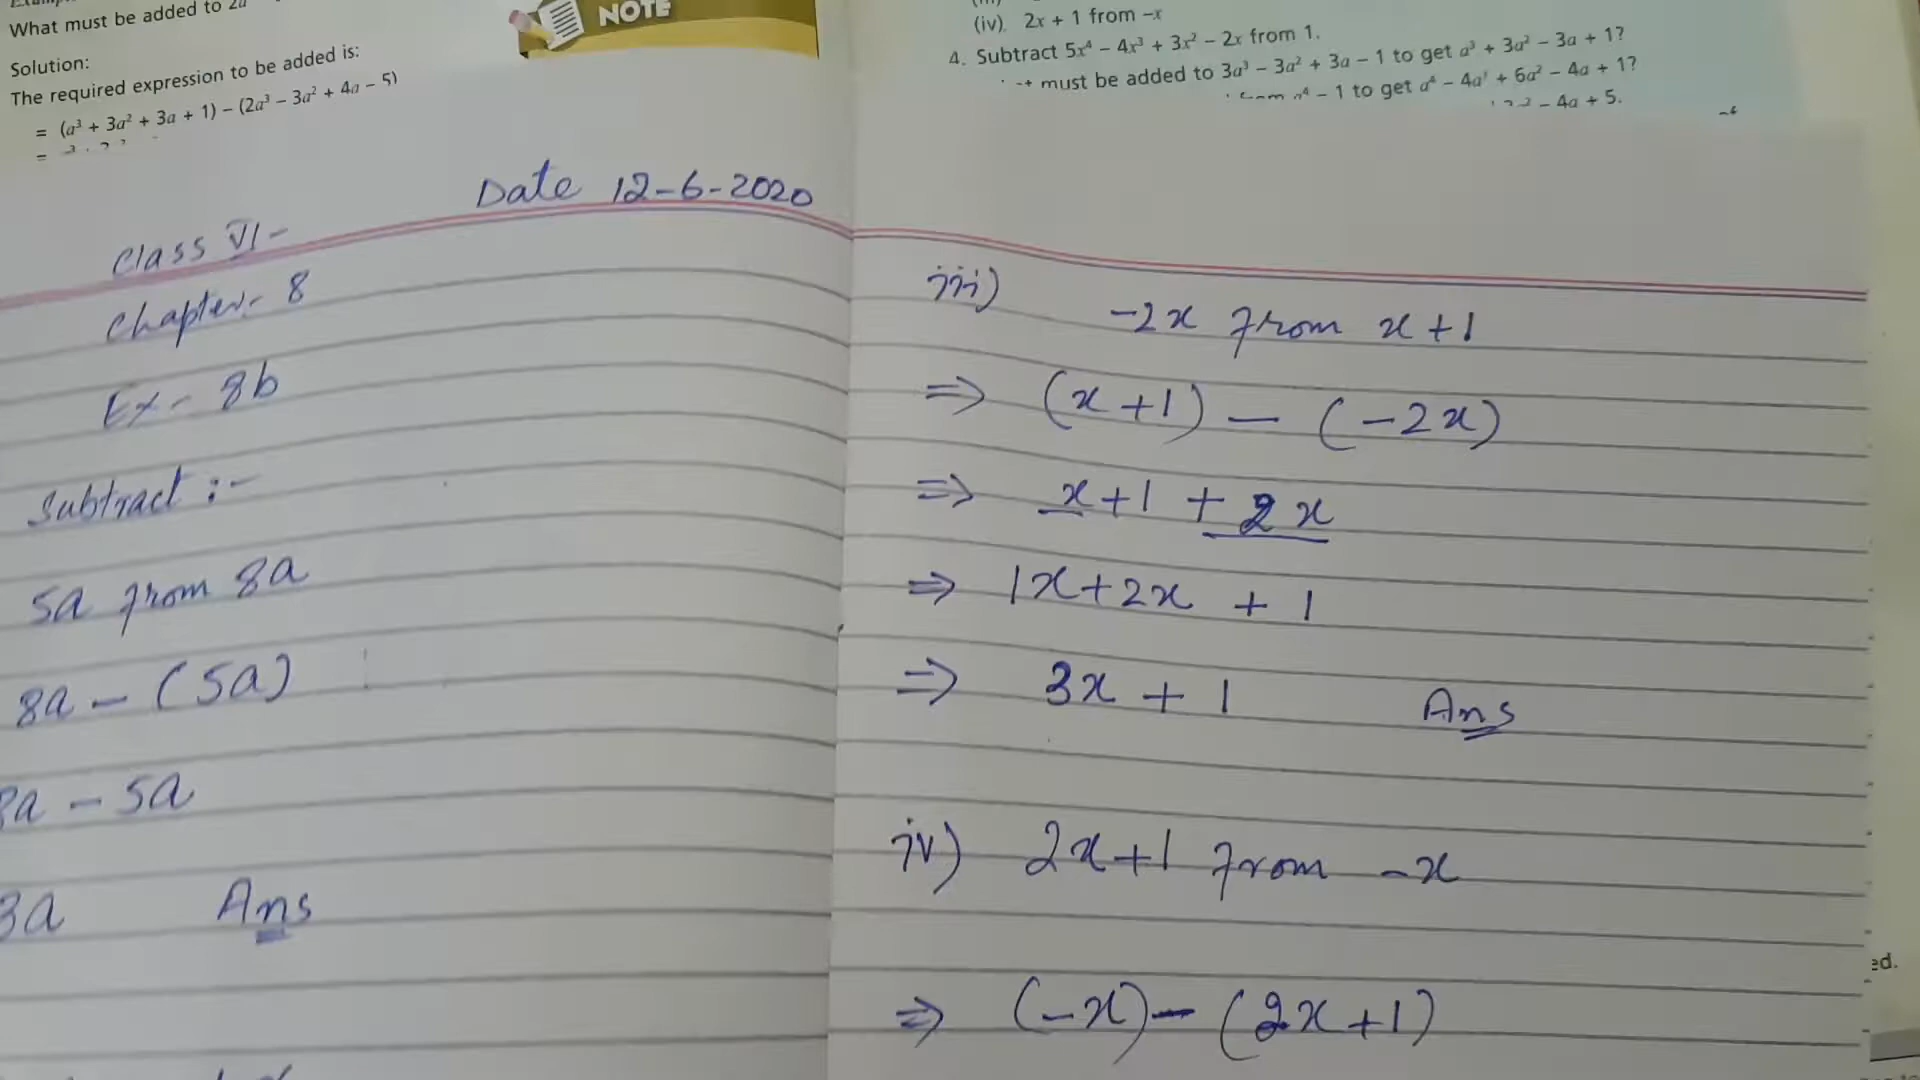 What must be added to 2a
Solution:
The required expression to be added is:
= (a³ + 3a² + 3a + 1) – (2a³ – 3a² + 4a – 5)
=
NOTE
(iv). 2x + 1 from –x
4. Subtract 5x⁴ – 4x³ + 3x² – 2x from 1.
must be added to 3a³ – 3a² + 3a – 1 to get a³ + 3a² – 3a + 1?
a⁴ – 1 to get a⁴ – 4a³ + 6a² – 4a + 1?
– 4a + 5.
Date 12-6-2020
Class VI-
Chapter- 8
Ex- 8b
Subtract :-
5a from 8a
8a - (5a)
8a - 5a
3a Ans
iii)
-2x from x+1
=> (x+1) - (-2x)
=> x+1 + 2x
=> 1x+2x + 1
=> 3x + 1 Ans
iv) 2x+1 from -x
=> (-x)- (2x+1)
ed.